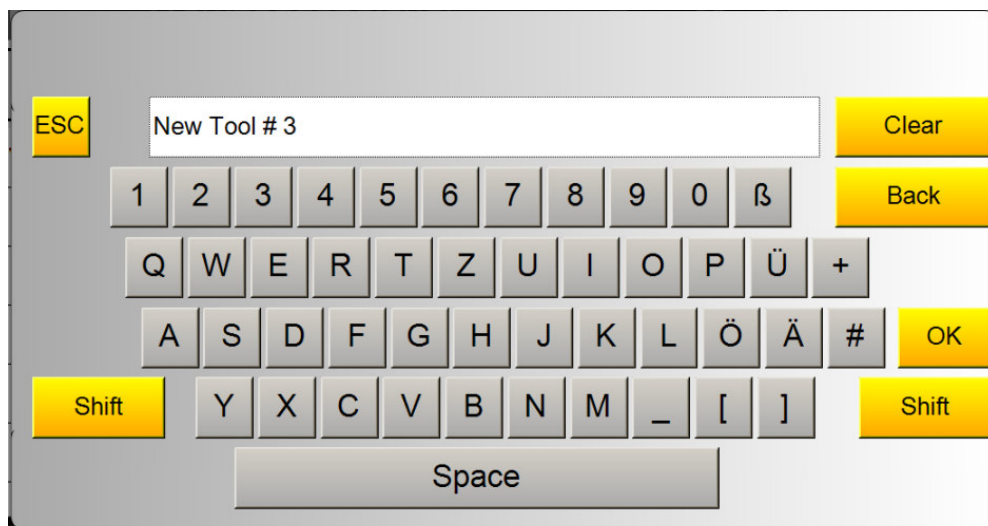 ESC New Tool # 3 Clear
1 2 3 4 5 6 7 8 9 0 ß Back
Q W E R T Z U I O P Ü +
A S D F G H J K L Ö Ä # OK
Shift Y X C V B N M _ [ ] Shift
Space